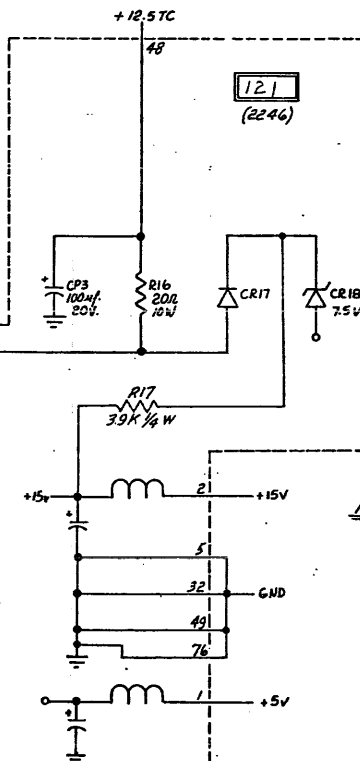 +12.5TC
48
121
(2246)
+
CP3
100μf.
20V.
R16
20Ω
10W
CR17
CR18
7.5V
R17
3.9K 1/4 W
+15v
2
+15V
+
5
32
GND
49
76
1
+5v
+